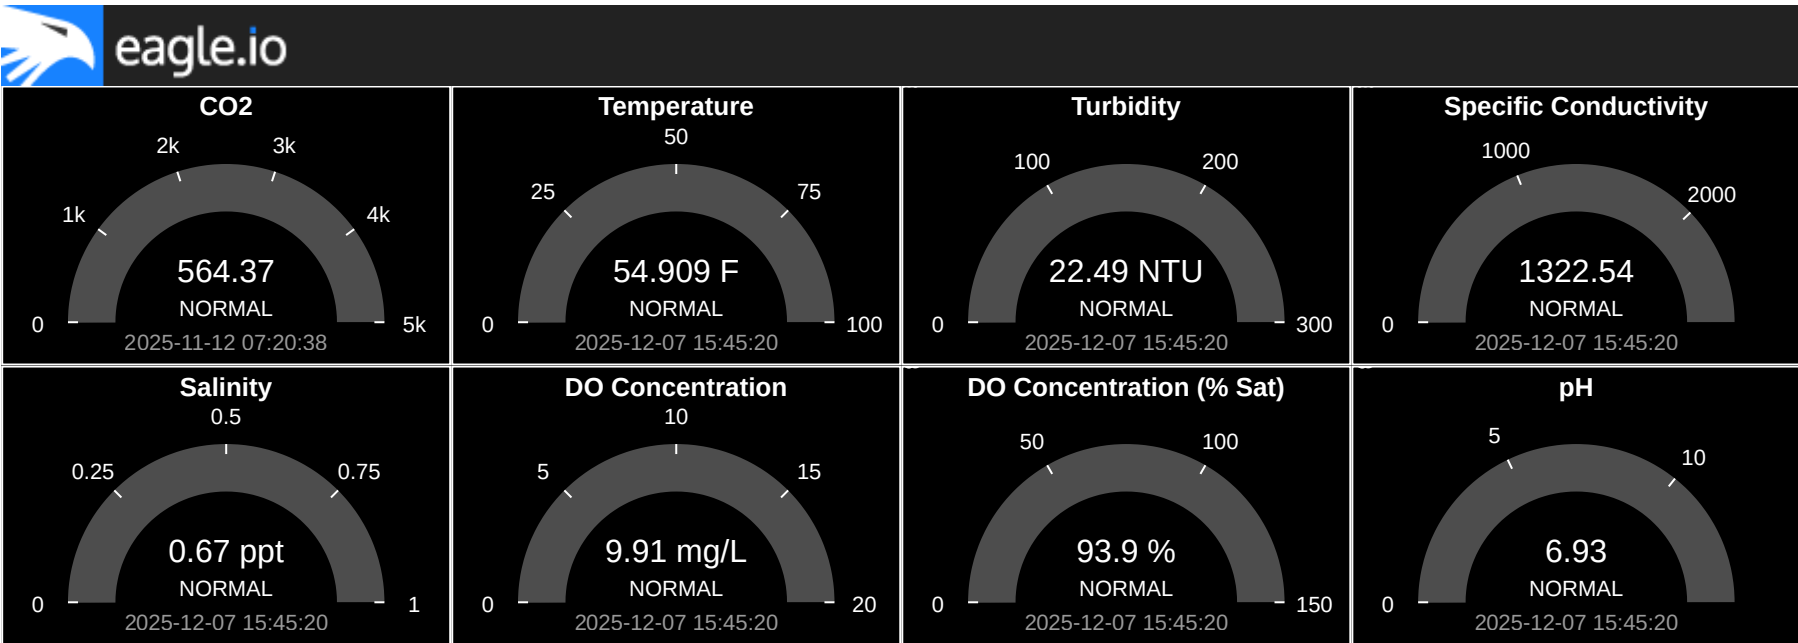 eagle.io
CO2
2k
3k
1k
4k
564.37
NORMAL
0
5k
2025-11-12 07:20:38
Temperature
50
25
75
54.909 F
NORMAL
0
100
2025-12-07 15:45:20
Turbidity
100
200
22.49 NTU
NORMAL
0
300
2025-12-07 15:45:20
Specific Conductivity
1000
2000
1322.54
NORMAL
0
2025-12-07 15:45:20
Salinity
0.5
0.25
0.75
0.67 ppt
NORMAL
0
1
2025-12-07 15:45:20
DO Concentration
10
5
15
9.91 mg/L
NORMAL
0
20
2025-12-07 15:45:20
DO Concentration (% Sat)
50
100
93.9 %
NORMAL
0
150
2025-12-07 15:45:20
pH
5
10
6.93
NORMAL
0
2025-12-07 15:45:20